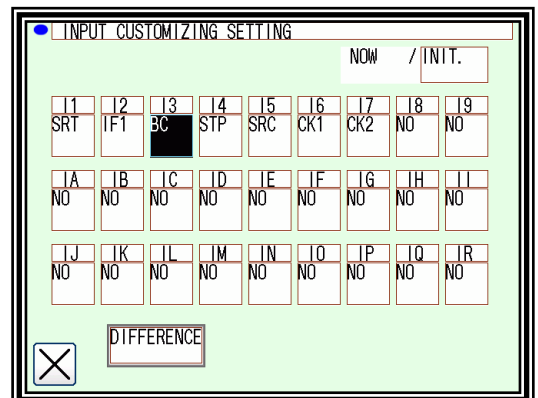 INPUT CUSTOMIZING SETTING
NOW / INIT.
I1 I2 I3 I4 I5 I6 I7 I8 I9
SRT IF1 BC STP SRC CK1 CK2 NO NO
IA IB IC ID IE IF IG IH II
NO NO NO NO NO NO NO NO NO
IJ IK IL IM IN IO IP IQ IR
NO NO NO NO NO NO NO NO NO
DIFFERENCE